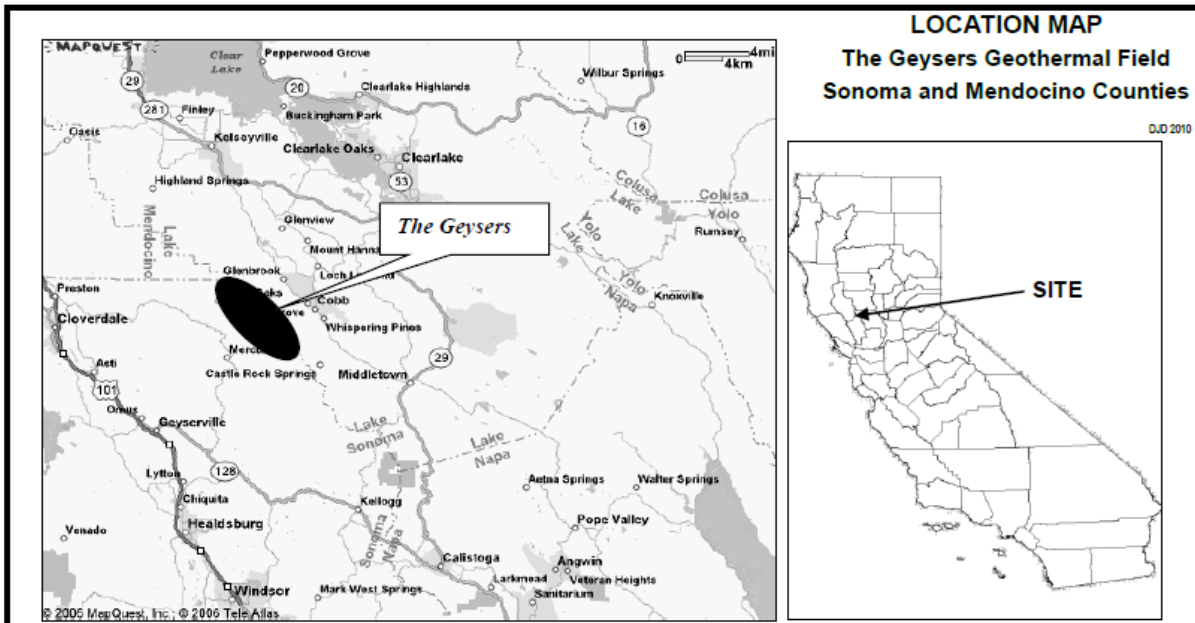 LOCATION MAP
The Geysers Geothermal Field
Sonoma and Mendocino Counties
DJD 2010
MAPQUEST
Clear
Lake
Pepperwood Grove
0 4mi
4km
29
20
Wilbur Springs
Clearlake Highlands
281
Finley
Buckingham Park
16
Oasis
Kelseyville
Clearlake Oaks
Clearlake
53
Highland Springs
Colusa
Lake
Colusa
Yolo
Mendocino
Lake
Glenview
The Geysers
Yolo
Lake
Rumsey
Mount Hanna
Glenbrook
Yolo
Napa
Preston
Cobb
Knoxville
Cloverdale
Whispering Pines
29
Asti
Castle Rock Springs
Middletown
101
Omus
Geyserville
Lake
Sonoma
Lake
Napa
128
Lytton
Aetna Springs
Walter Springs
Chiquita
Kellogg
Healdsburg
Venado
Sonoma
Napa
Pope Valley
Calistoga
Angwin
Veteran Heights
Windsor
Mark West Springs
Larkmead
Sanitarium
© 2006 MapQuest, Inc.; © 2006 Tele Atlas
SITE